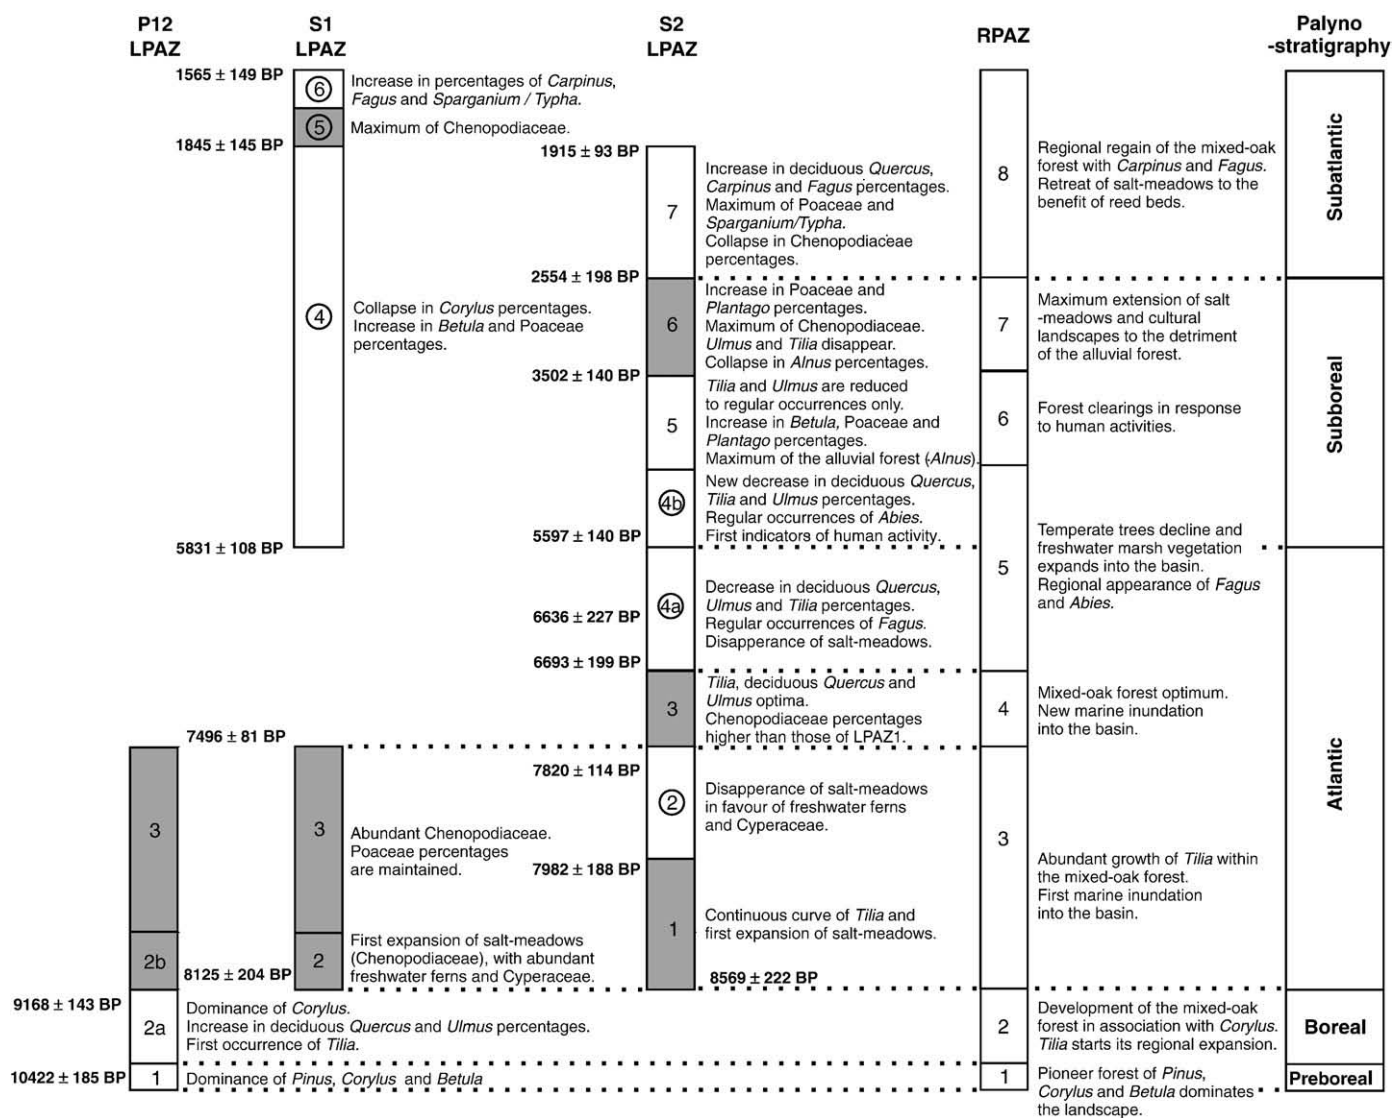 P12
LPAZ
S1
LPAZ
S2
LPAZ
RPAZ
Palyno
-stratigraphy
1565 ± 149 BP
6
Increase in percentages of Carpinus,
Fagus and Sparganium / Typha.
5
Maximum of Chenopodiaceae.
1845 ± 145 BP
4
Collapse in Corylus percentages.
Increase in Betula and Poaceae
percentages.
5831 ± 108 BP
7496 ± 81 BP
3
3
Abundant Chenopodiaceae.
Poaceae percentages
are maintained.
2b
8125 ± 204 BP
2
First expansion of salt-meadows
(Chenopodiaceae), with abundant
freshwater ferns and Cyperaceae.
9168 ± 143 BP
2a
Dominance of Corylus.
Increase in deciduous Quercus and Ulmus percentages.
First occurrence of Tilia.
10422 ± 185 BP
1
Dominance of Pinus, Corylus and Betula
1915 ± 93 BP
7
Increase in deciduous Quercus,
Carpinus and Fagus percentages.
Maximum of Poaceae and
Sparganium/Typha.
Collapse in Chenopodiaceae
percentages.
2554 ± 198 BP
6
Increase in Poaceae and
Plantago percentages.
Maximum of Chenopodiaceae.
Ulmus and Tilia disappear.
Collapse in Alnus percentages.
3502 ± 140 BP
5
Tilia and Ulmus are reduced
to regular occurrences only.
Increase in Betula, Poaceae and
Plantago percentages.
Maximum of the alluvial forest (-Alnus).
4b
New decrease in deciduous Quercus,
Tilia and Ulmus percentages.
Regular occurrences of Abies.
First indicators of human activity.
5597 ± 140 BP
4a
Decrease in deciduous Quercus,
Ulmus and Tilia percentages.
Regular occurrences of Fagus.
Disapperance of salt-meadows.
6636 ± 227 BP
6693 ± 199 BP
3
Tilia, deciduous Quercus and
Ulmus optima.
Chenopodiaceae percentages
higher than those of LPAZ1.
7820 ± 114 BP
2
Disapperance of salt-meadows
in favour of freshwater ferns
and Cyperaceae.
7982 ± 188 BP
1
Continuous curve of Tilia and
first expansion of salt-meadows.
8569 ± 222 BP
8
Regional regain of the mixed-oak
forest with Carpinus and Fagus.
Retreat of salt-meadows to the
benefit of reed beds.
7
Maximum extension of salt
-meadows and cultural
landscapes to the detriment
of the alluvial forest.
6
Forest clearings in response
to human activities.
5
Temperate trees decline and
freshwater marsh vegetation
expands into the basin.
Regional appearance of Fagus
and Abies.
4
Mixed-oak forest optimum.
New marine inundation
into the basin.
3
Abundant growth of Tilia within
the mixed-oak forest.
First marine inundation
into the basin.
2
Development of the mixed-oak
forest in association with Corylus.
Tilia starts its regional expansion.
1
Pioneer forest of Pinus,
Corylus and Betula dominates
the landscape.
Subatlantic
Subboreal
Atlantic
Boreal
Preboreal